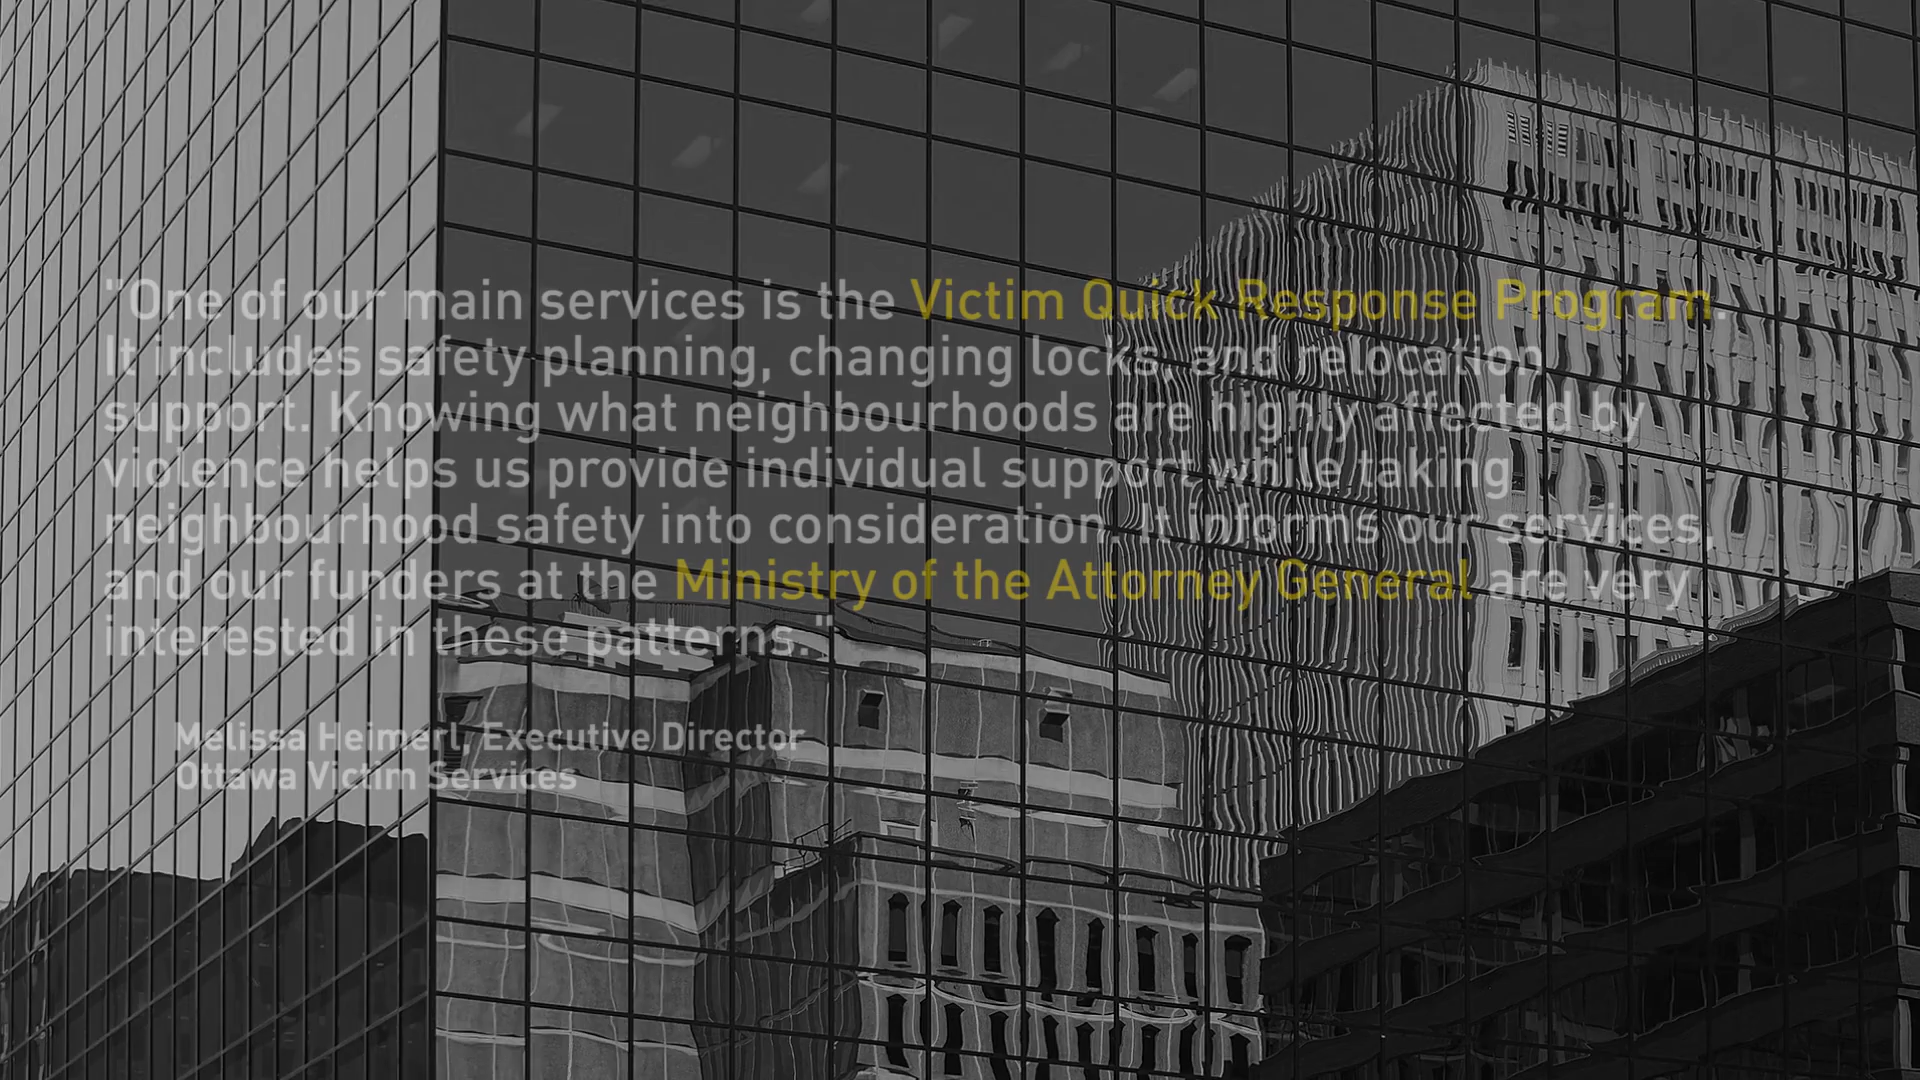 "One of our main services is the Victim Quick Response Program.
It includes safety planning, changing locks, and relocation
support. Knowing what neighbourhoods are highly affected by
violence helps us provide individual support while taking
neighbourhood safety into consideration. It informs our services,
and our funders at the Ministry of the Attorney General are very
interested in these patterns."
Melissa Heimerl, Executive Director
Ottawa Victim Services